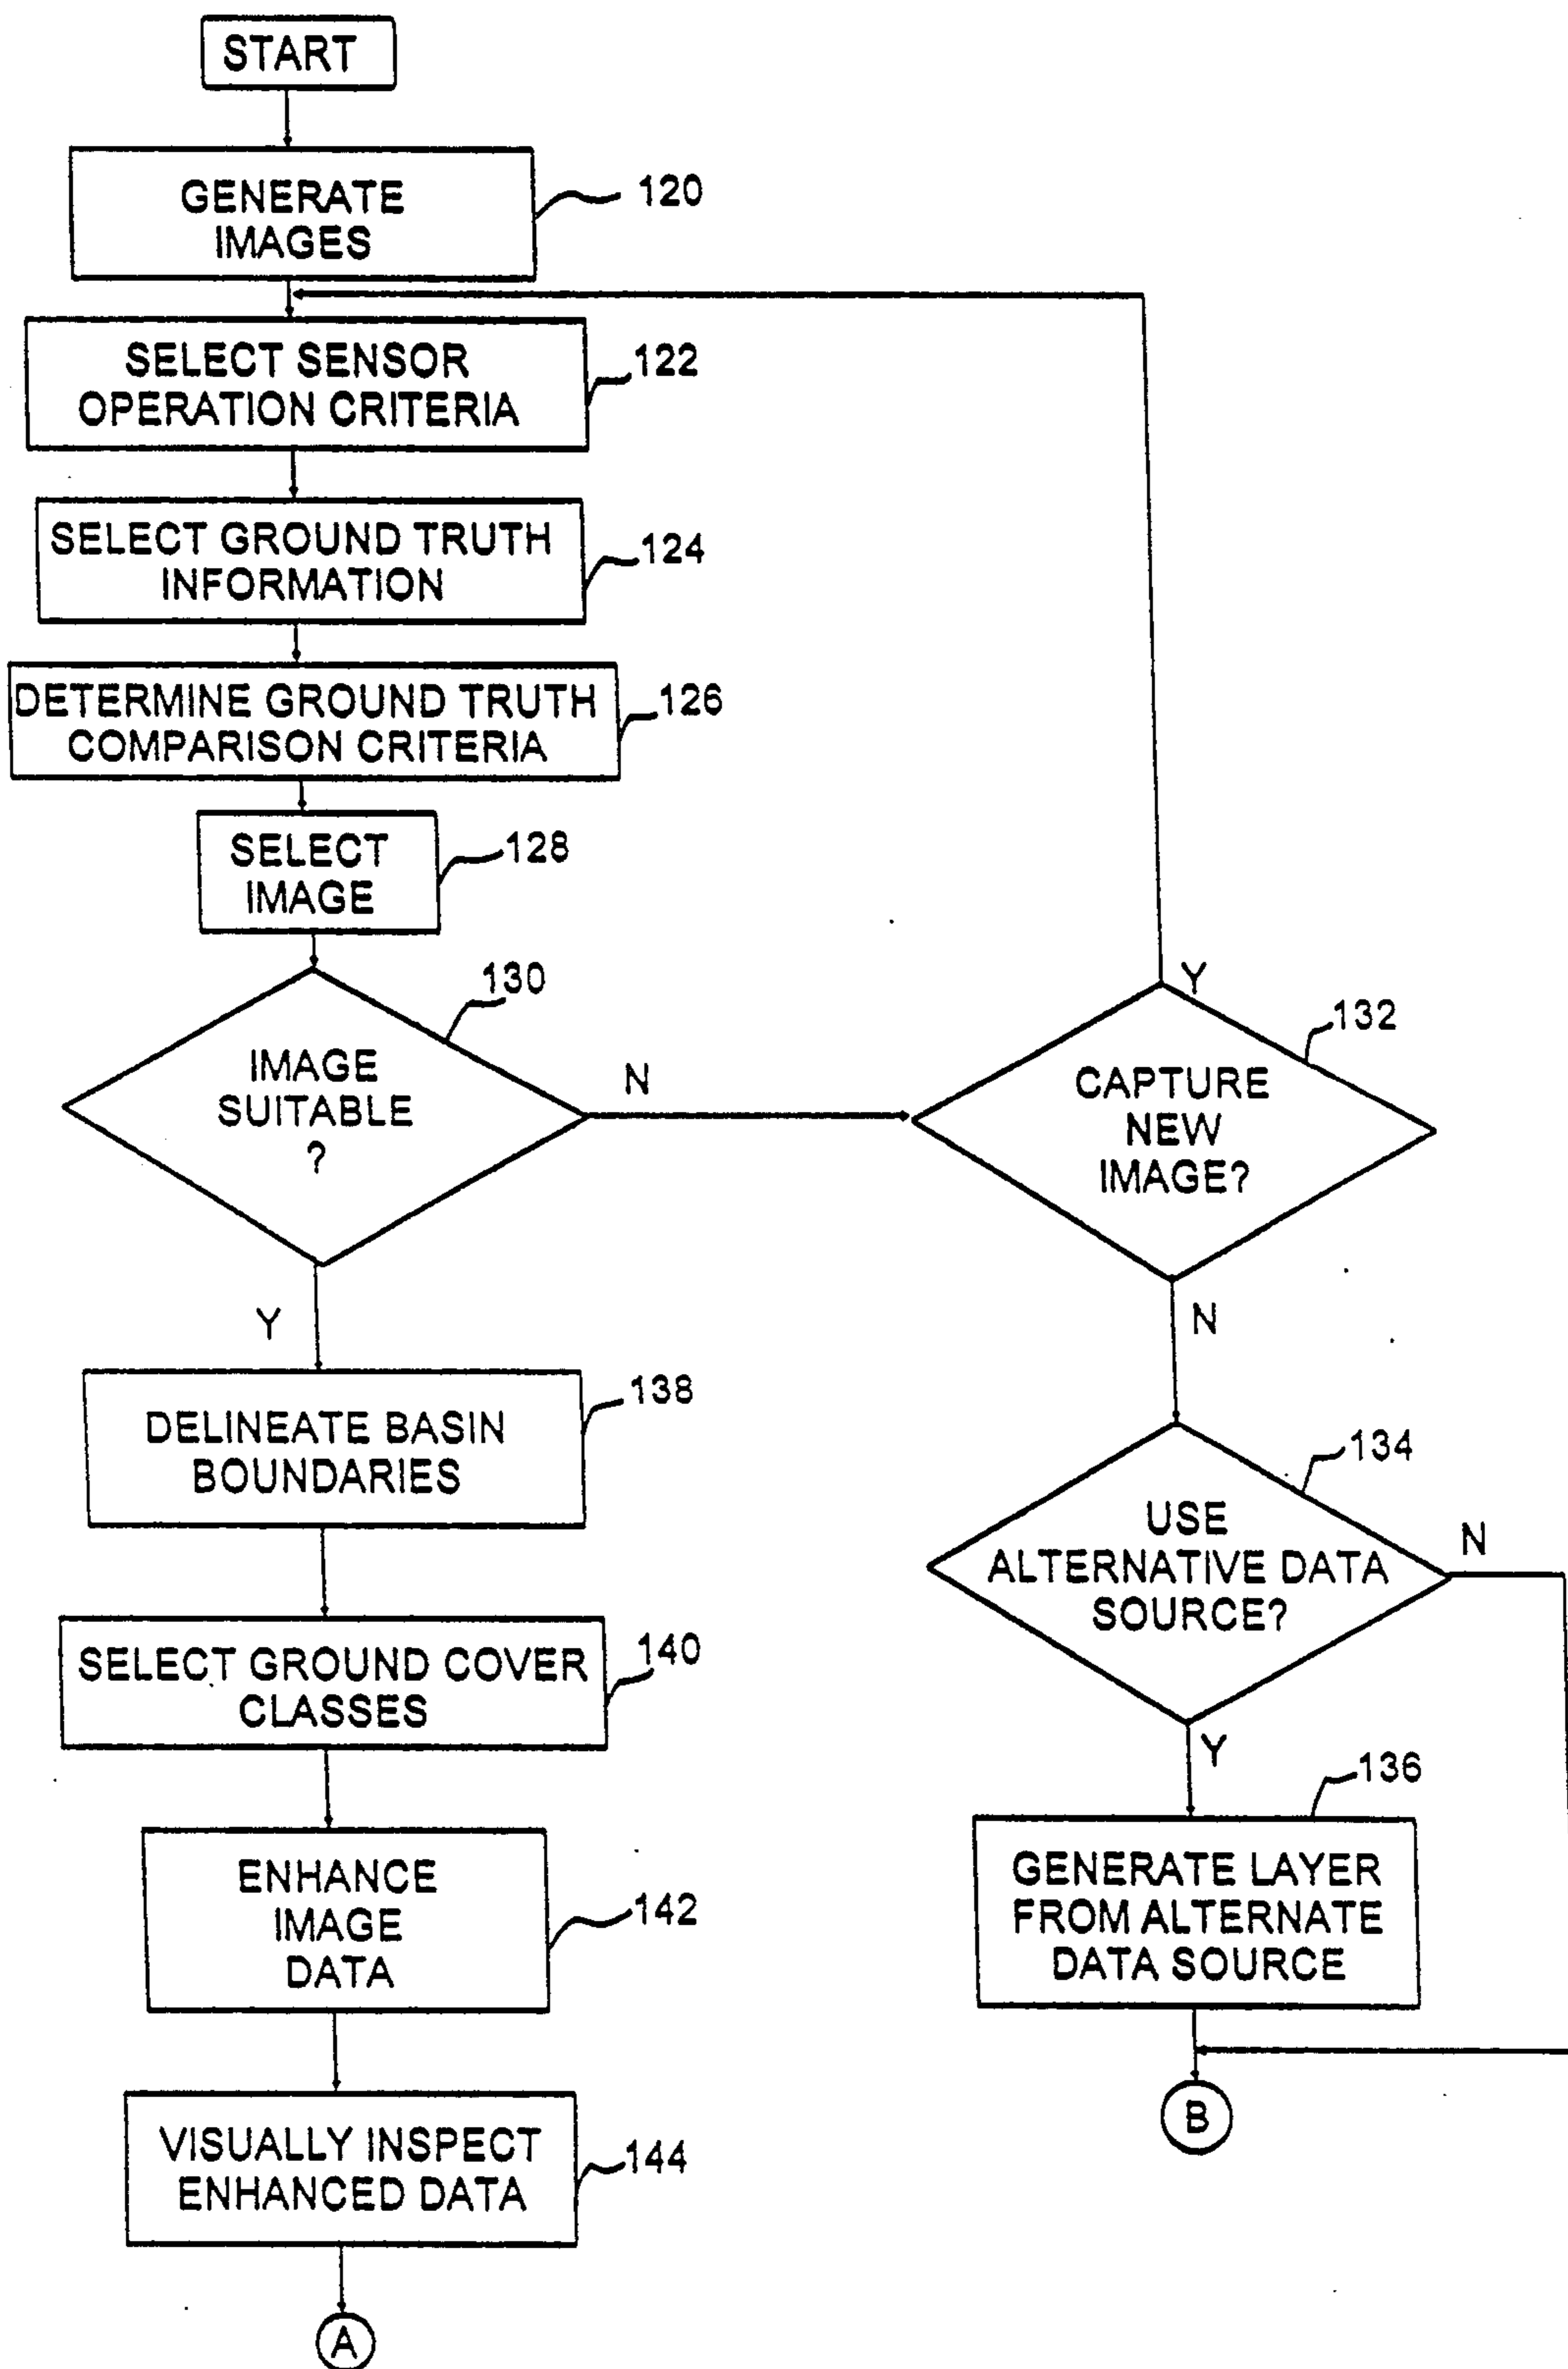 START
GENERATE
IMAGES
120
SELECT SENSOR
OPERATION CRITERIA
122
SELECT GROUND TRUTH
INFORMATION
124
DETERMINE GROUND TRUTH
COMPARISON CRITERIA
126
SELECT
IMAGE
128
IMAGE
SUITABLE
?
130
N
Y
CAPTURE
NEW
IMAGE?
132
Y
N
USE
ALTERNATIVE DATA
SOURCE?
134
N
Y
GENERATE LAYER
FROM ALTERNATE
DATA SOURCE
136
B
DELINEATE BASIN
BOUNDARIES
138
SELECT GROUND COVER
CLASSES
140
ENHANCE
IMAGE
DATA
142
VISUALLY INSPECT
ENHANCED DATA
144
A